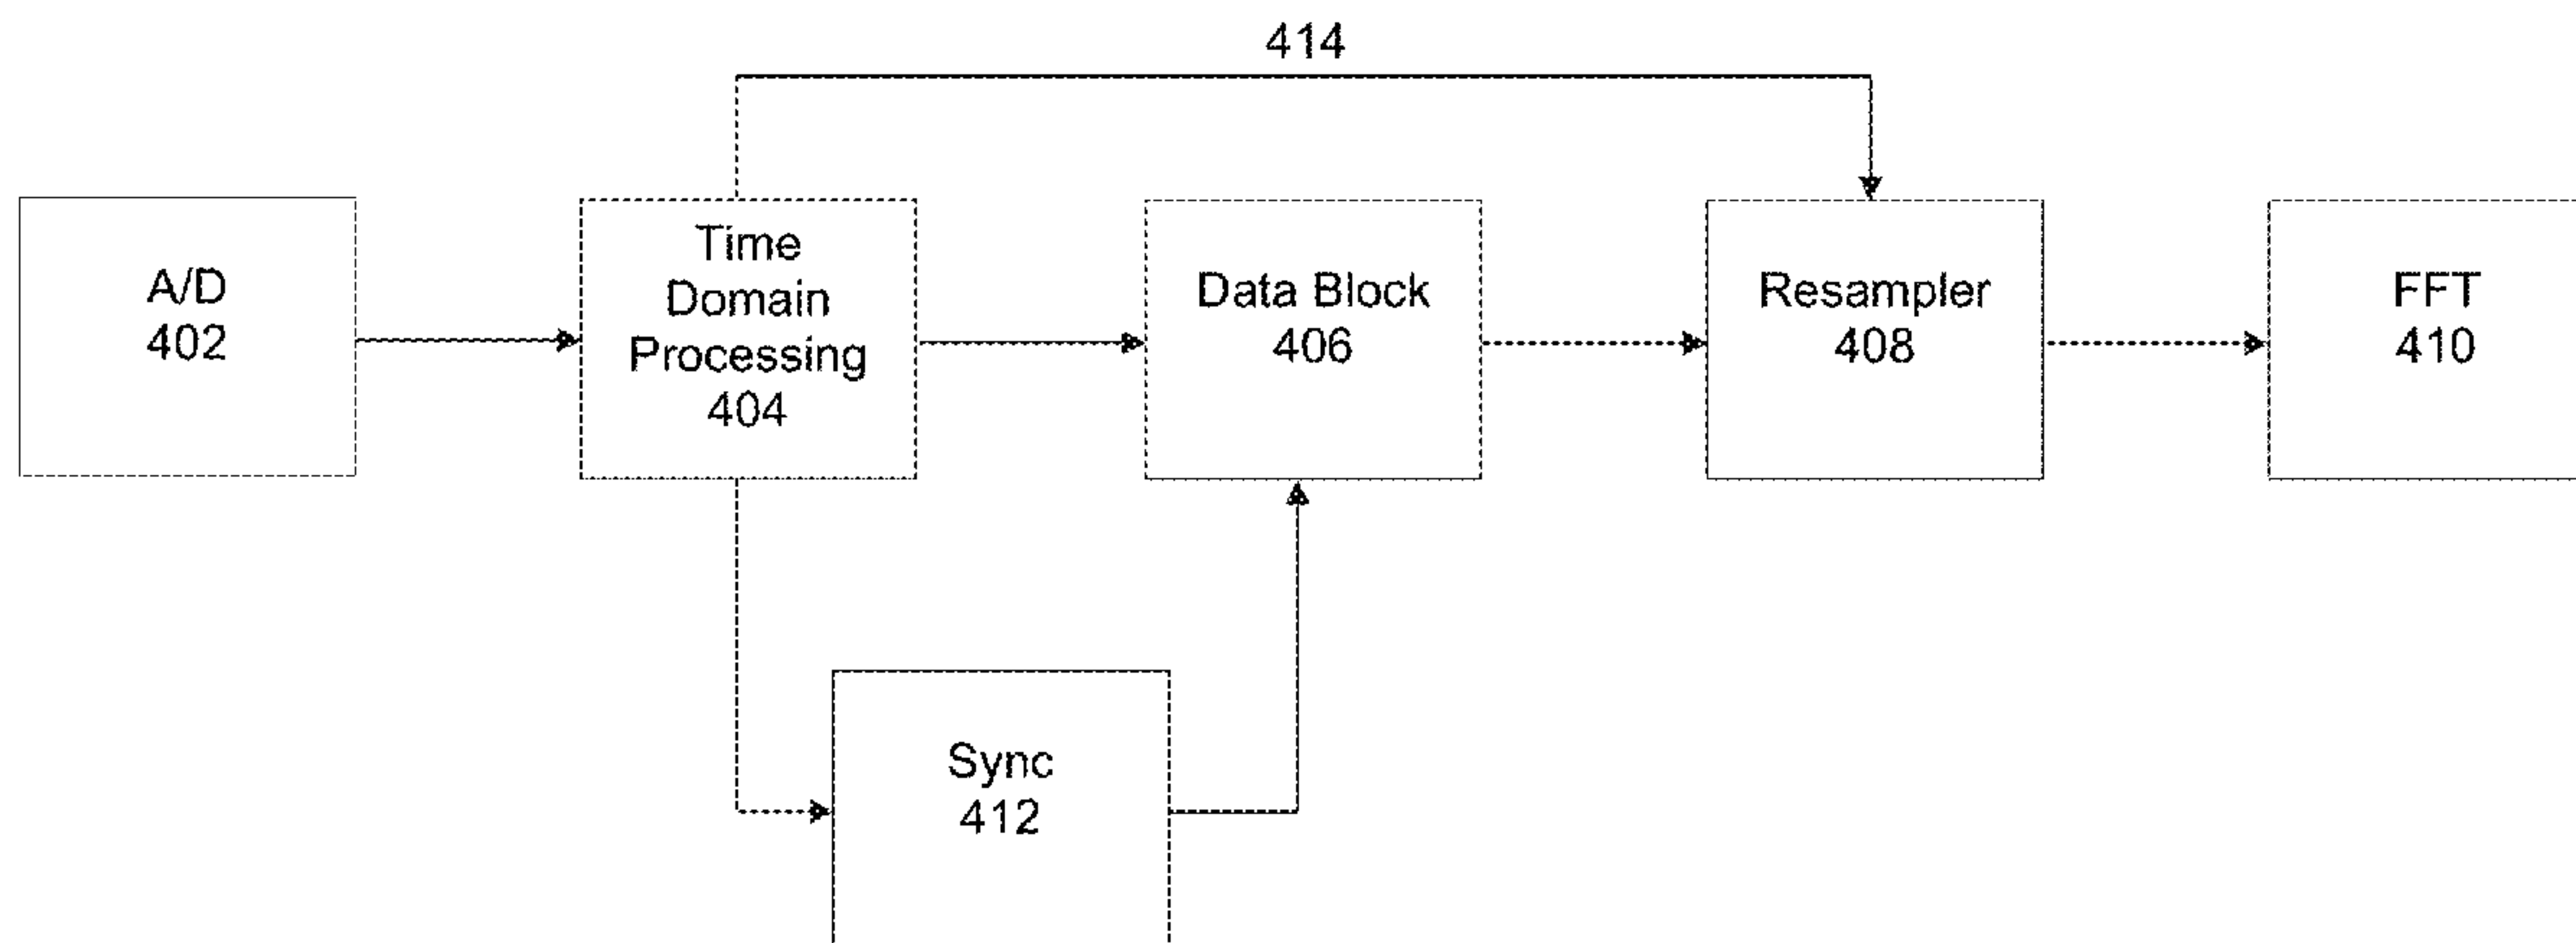 414
A/D
402
Time
Domain
Processing
404
Data Block
406
Resampler
408
FFT
410
Sync
412